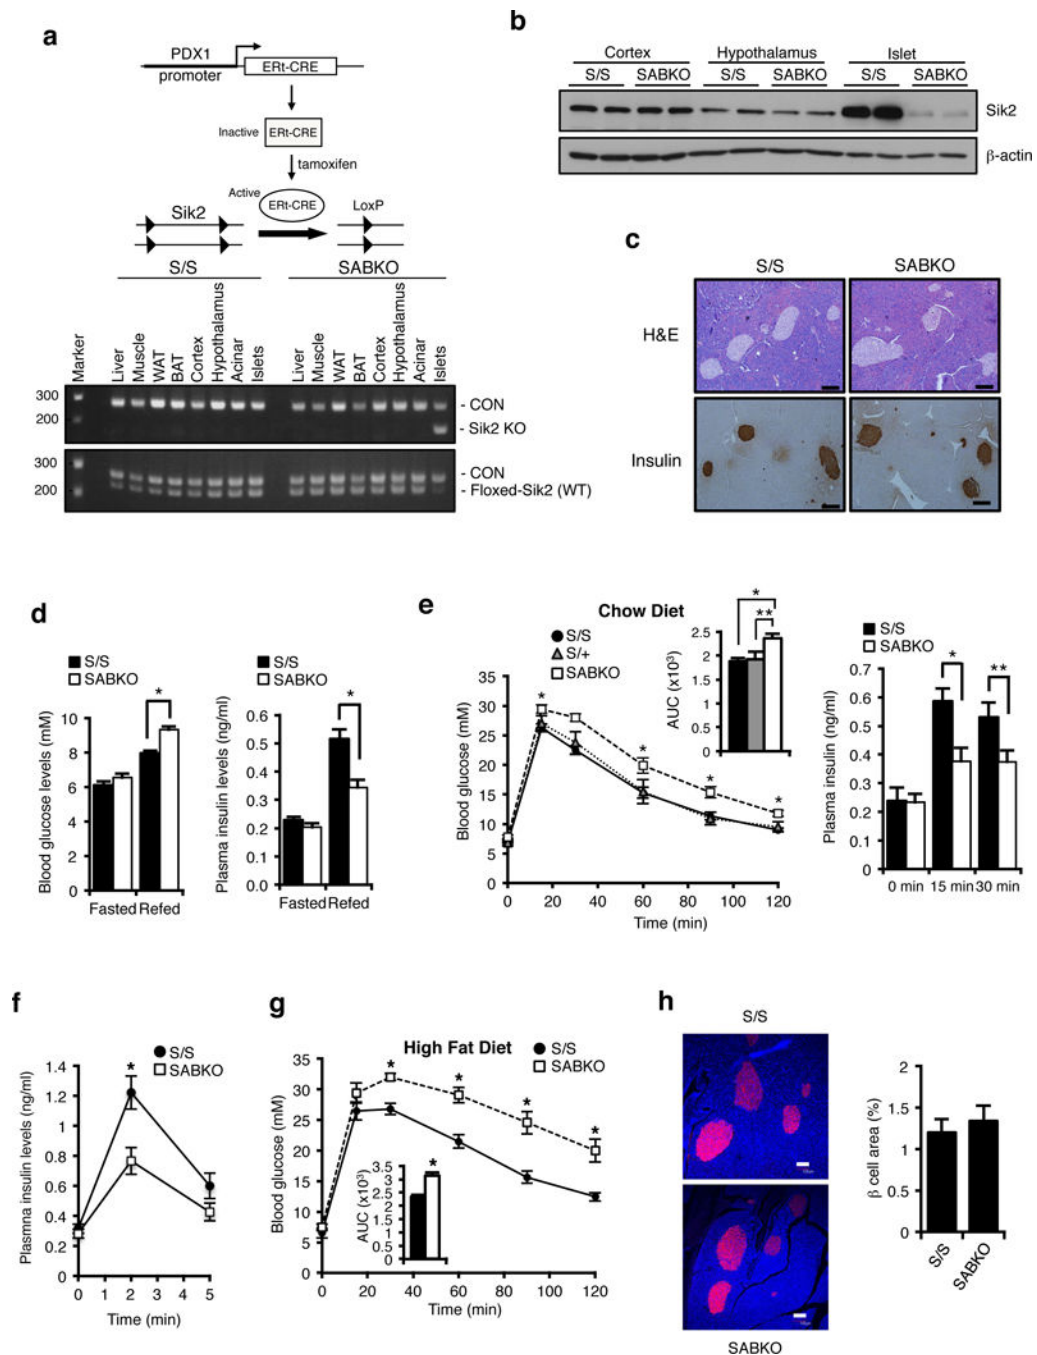 a
PDX1
promoter
ERt-CRE
Inactive
ERt-CRE
tamoxifen
Active
ERt-CRE
Sik2
LoxP
S/S
SABKO
Marker
Liver
Muscle
WAT
BAT
Cortex
Hypothalamus
Acinar
Islets
Liver
Muscle
WAT
BAT
Cortex
Hypothalamus
Acinar
Islets
300
200
- CON
- Sik2 KO
300
200
- CON
- Floxed-Sik2 (WT)
b
Cortex Hypothalamus Islet
S/S SABKO S/S SABKO S/S SABKO
Sik2
β-actin
c
S/S SABKO
H&E
Insulin
d
S/S
SABKO
Blood glucose levels (mM)
10
8
6
4
2
0
*
Fasted Refed
S/S
SABKO
Plasma insulin levels (ng/ml)
0.6
0.5
0.4
0.3
0.2
0.1
0.0
*
Fasted Refed
e
Chow Diet
S/S
S/+
SABKO
Blood glucose (mM)
35
30
25
20
15
10
5
0
* * * *
0 20 40 60 80 100 120
Time (min)
AUC (x10³)
2.5
2
1.5
1
0.5
0
*
**
S/S
SABKO
Plasma insulin (ng/ml)
0.7
0.6
0.5
0.4
0.3
0.2
0.1
0
* **
0 min 15 min 30 min
f
S/S
SABKO
Plasmna insulin levels (ng/ml)
1.4
1.2
1
0.8
0.6
0.4
0.2
0
*
0 1 2 3 4 5
Time (min)
g
High Fat Diet
S/S
SABKO
Blood glucose (mM)
35
30
25
20
15
10
5
0
* * * *
0 20 40 60 80 100 120
Time (min)
AUC (x10³)
3.5
3
2.5
2
1.5
1
0.5
0
*
h
S/S
SABKO
β cell area (%)
2
1.5
1
0.5
0
S/S
SABKO